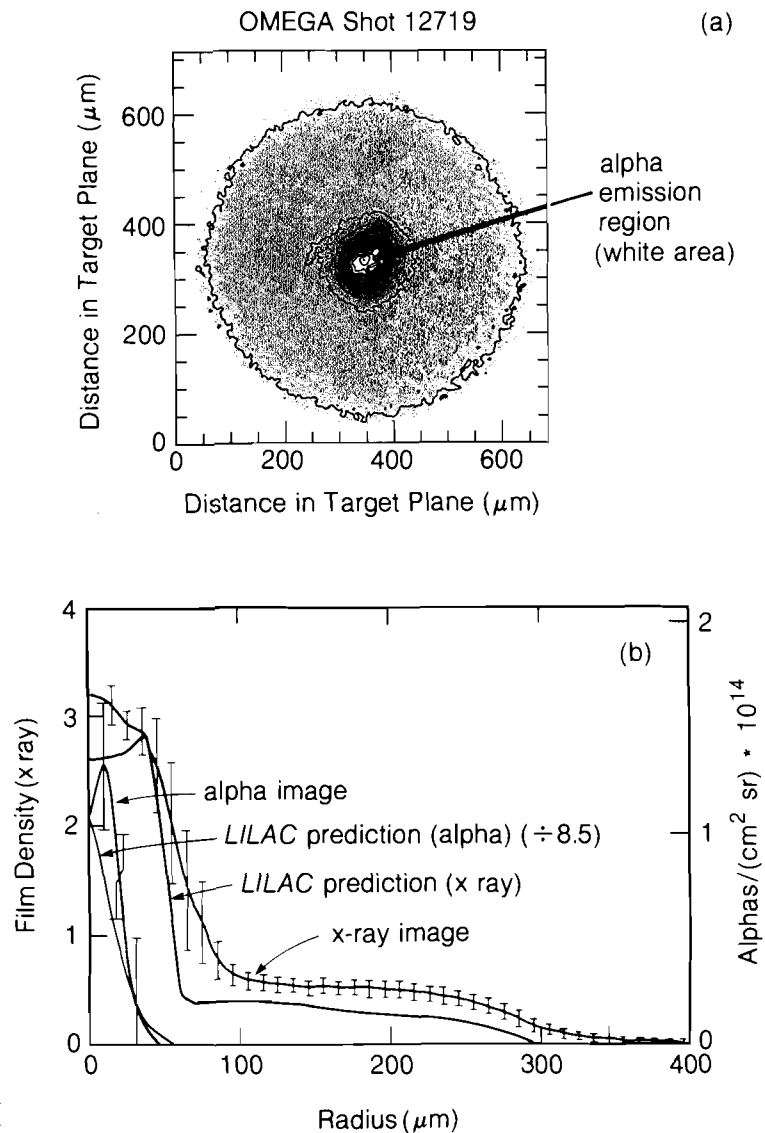 OMEGA Shot 12719
(a)
Distance in Target Plane (μm)
600
400
200
0
0 200 400 600
Distance in Target Plane (μm)
alpha
emission
region
(white area)
(b)
Film Density (x ray)
4
3
2
1
0
alpha image
LILAC prediction (alpha) (÷8.5)
LILAC prediction (x ray)
x-ray image
2
1
0
Alphas/(cm² sr) * 10¹⁴
0 100 200 300 400
Radius (μm)